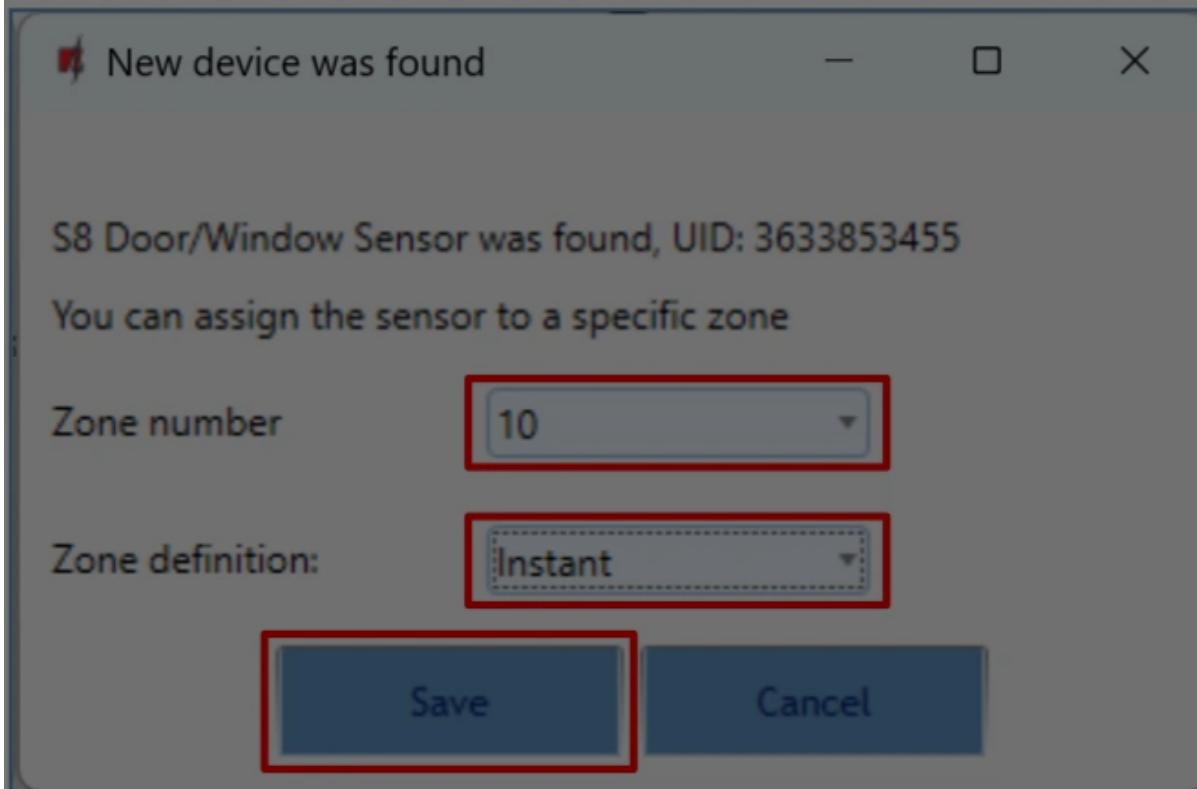 New device was found
S8 Door/Window Sensor was found, UID: 3633853455
You can assign the sensor to a specific zone
Zone number 10
Zone definition: Instant
Save Cancel